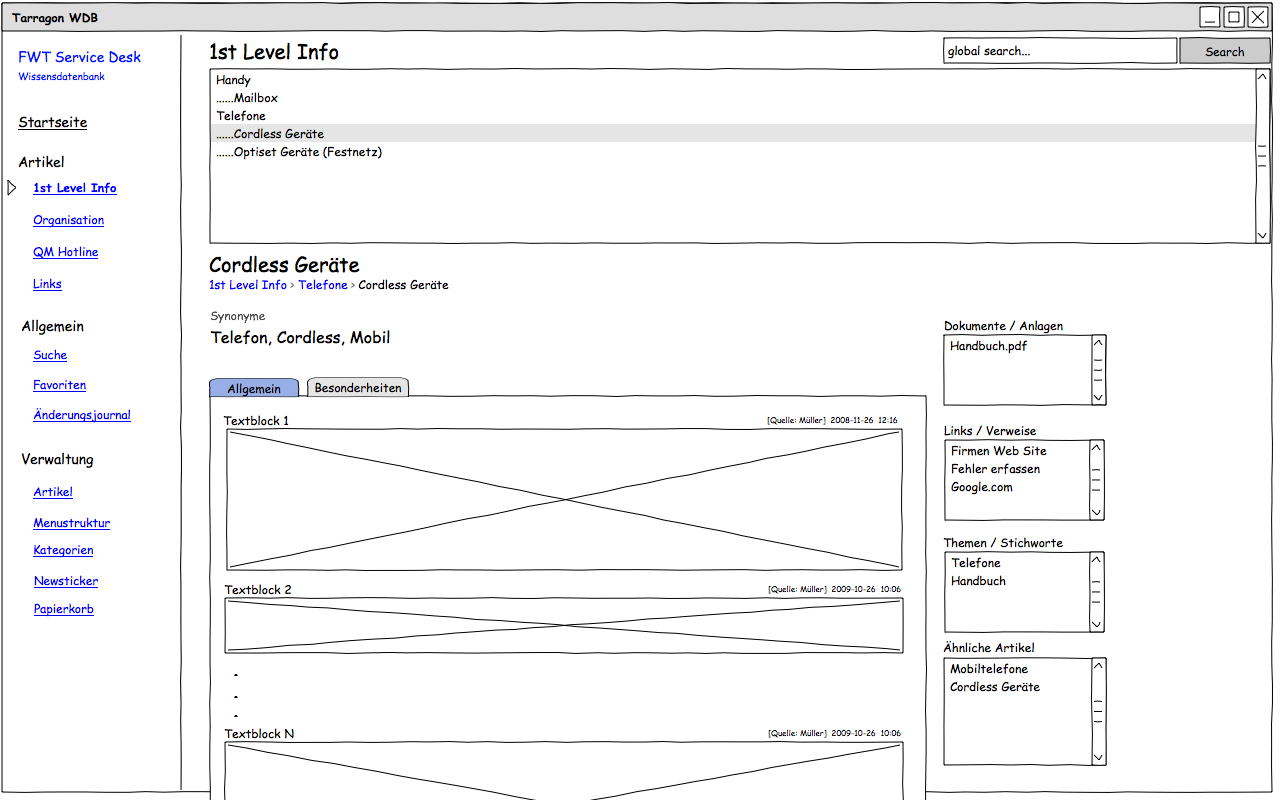 Tarragon WDB
FWT Service Desk
Wissensdatenbank
Startseite
Artikel
1st Level Info
Organisation
QM Hotline
Links
Allgemein
Suche
Favoriten
Änderungsjournal
Verwaltung
Artikel
Menustruktur
Kategorien
Newsticker
Papierkorb
1st Level Info
global search...
Search
Handy
......Mailbox
Telefone
......Cordless Geräte
......Optiset Geräte (Festnetz)
Cordless Geräte
1st Level Info > Telefone > Cordless Geräte
Synonyme
Telefon, Cordless, Mobil
Allgemein
Besonderheiten
Textblock 1
[Quelle: Müller] 2008-11-26 12:16
Textblock 2
[Quelle: Müller] 2009-10-26 10:06
Textblock N
[Quelle: Müller] 2009-10-26 10:06
Dokumente / Anlagen
Handbuch.pdf
Links / Verweise
Firmen Web Site
Fehler erfassen
Google.com
Themen / Stichworte
Telefone
Handbuch
Ähnliche Artikel
Mobiltelefone
Cordless Geräte